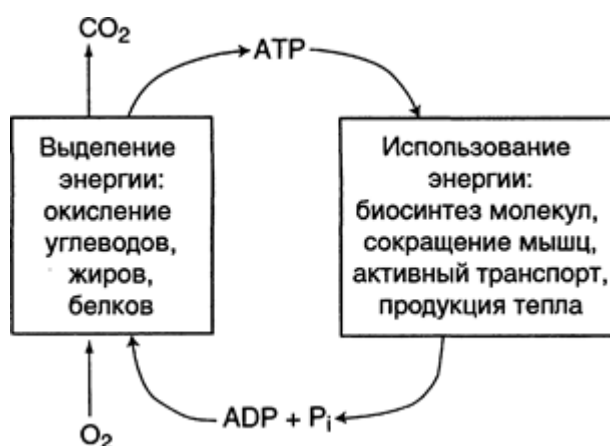 CO₂
ATP
Выделение
энергии:
окисление
углеводов,
жиров,
белков
Использование
энергии:
биосинтез молекул,
сокращение мышц,
активный транспорт,
продукция тепла
ADP + Pᵢ
O₂